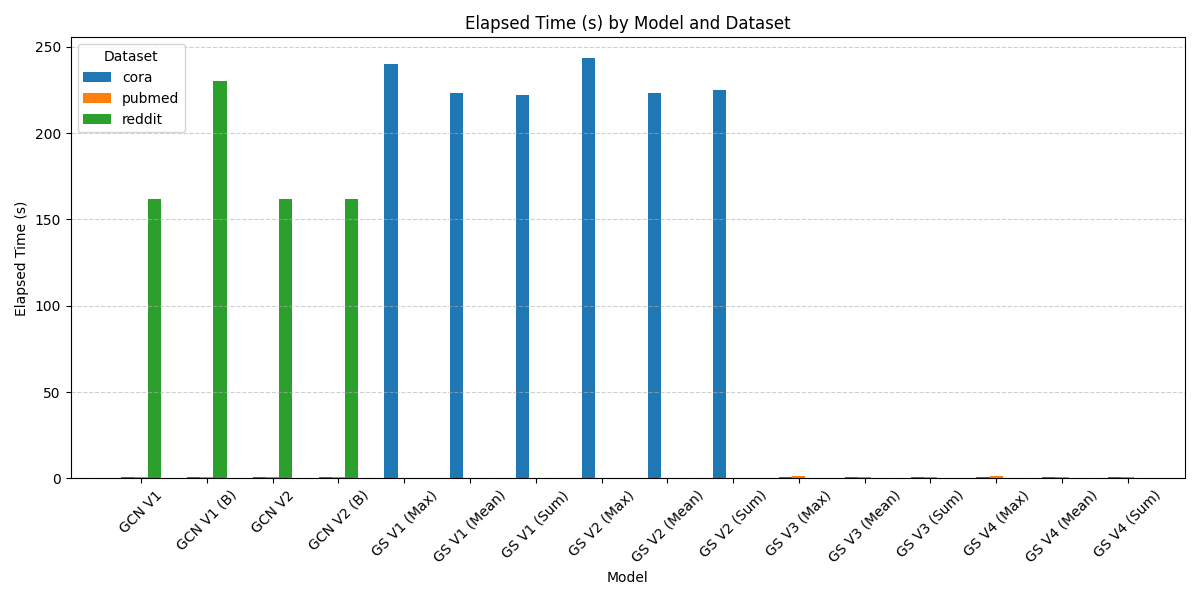 Elapsed Time (s) by Model and Dataset
Dataset
cora
pubmed
reddit
Elapsed Time (s)
250
200
150
100
50
0
GCN V1
GCN V1 (B)
GCN V2
GCN V2 (B)
GS V1 (Max)
GS V1 (Mean)
GS V1 (Sum)
GS V2 (Max)
GS V2 (Mean)
GS V2 (Sum)
GS V3 (Max)
GS V3 (Mean)
GS V3 (Sum)
GS V4 (Max)
GS V4 (Mean)
GS V4 (Sum)
Model